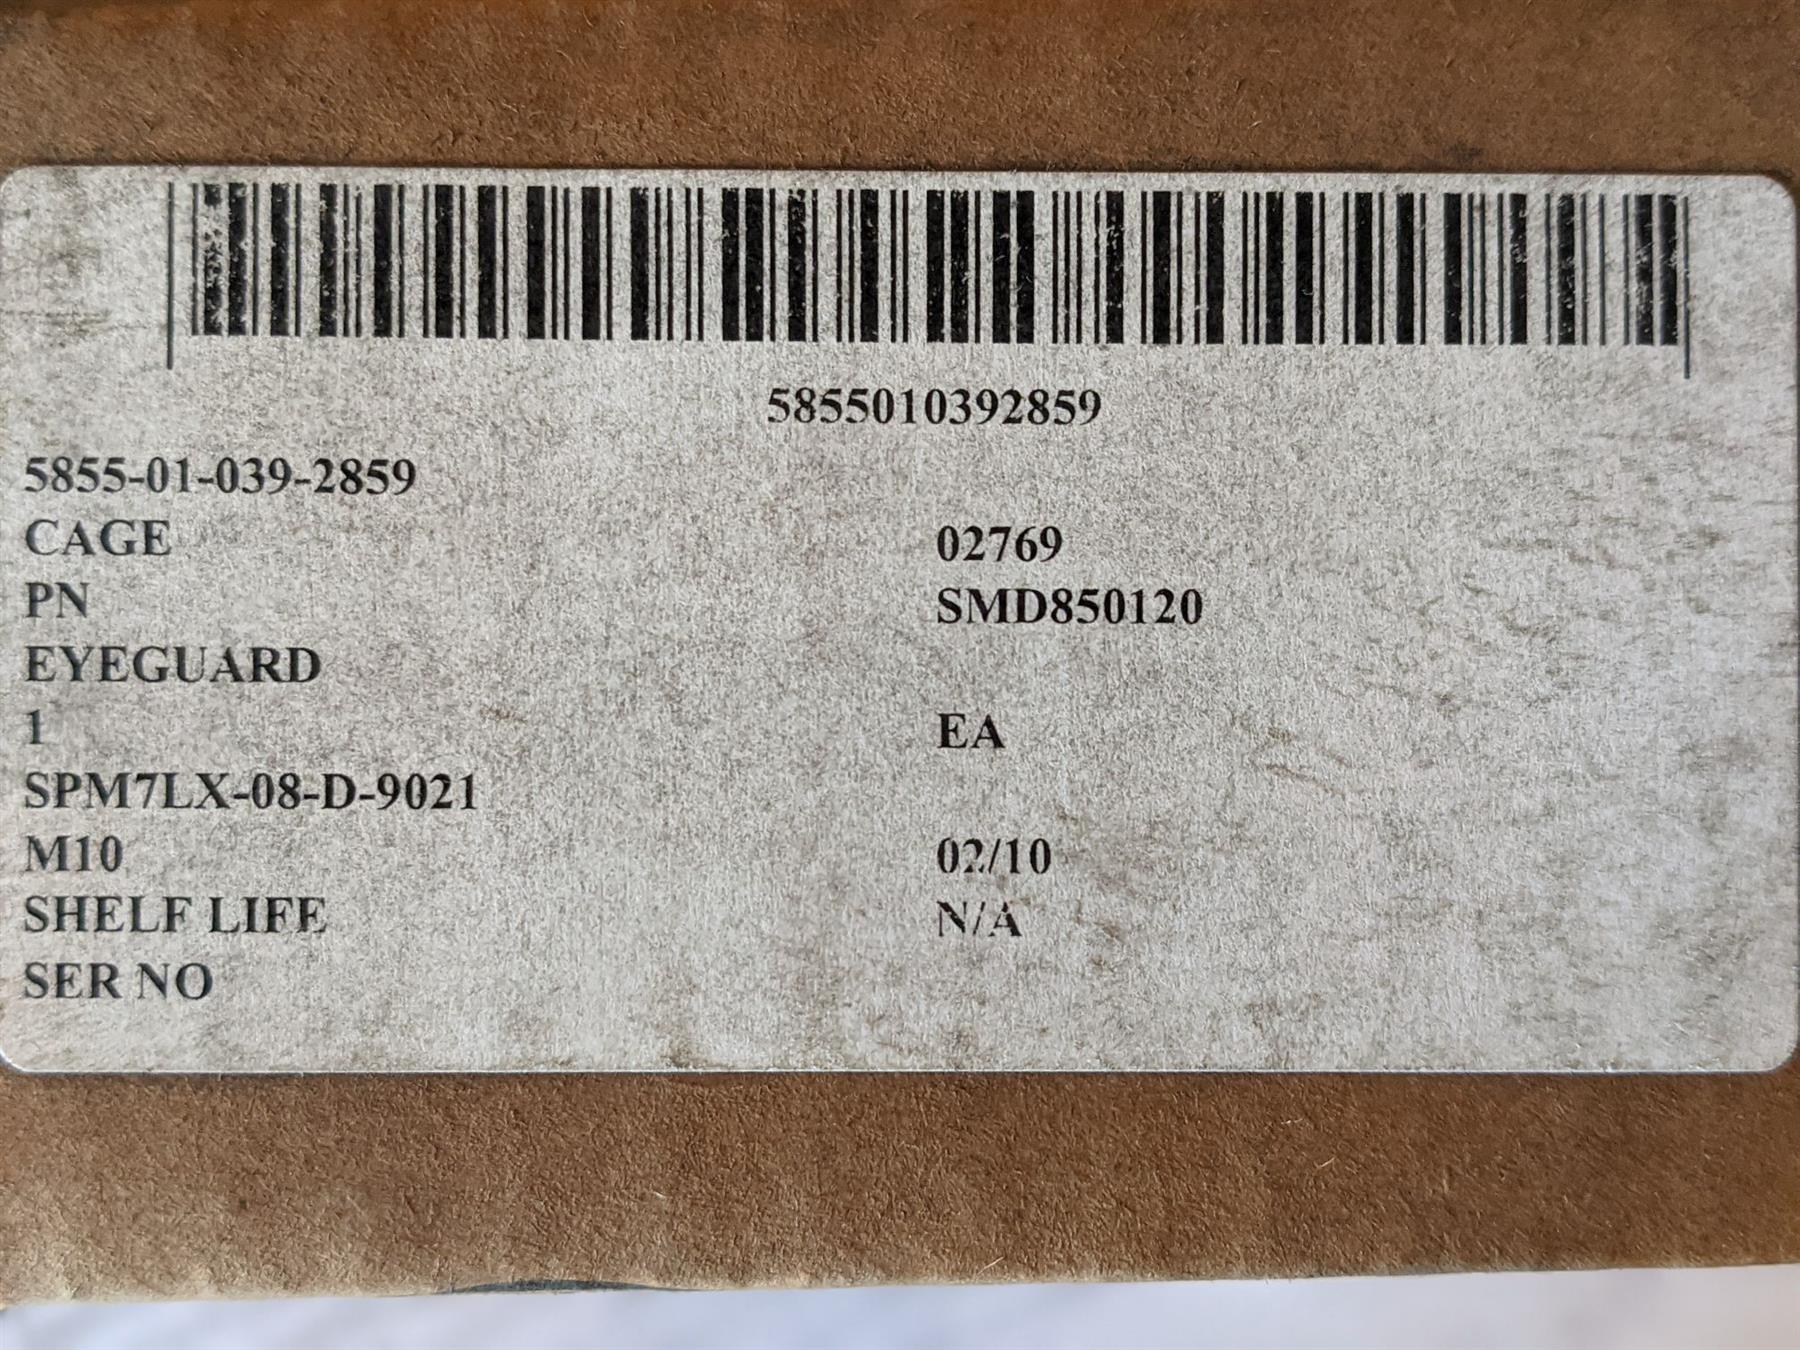 5855010392859
5855-01-039-2859
CAGE 02769
PN SMD850120
EYEGUARD
1 EA
SPM7LX-08-D-9021
M10 02/10
SHELF LIFE N/A
SER NO